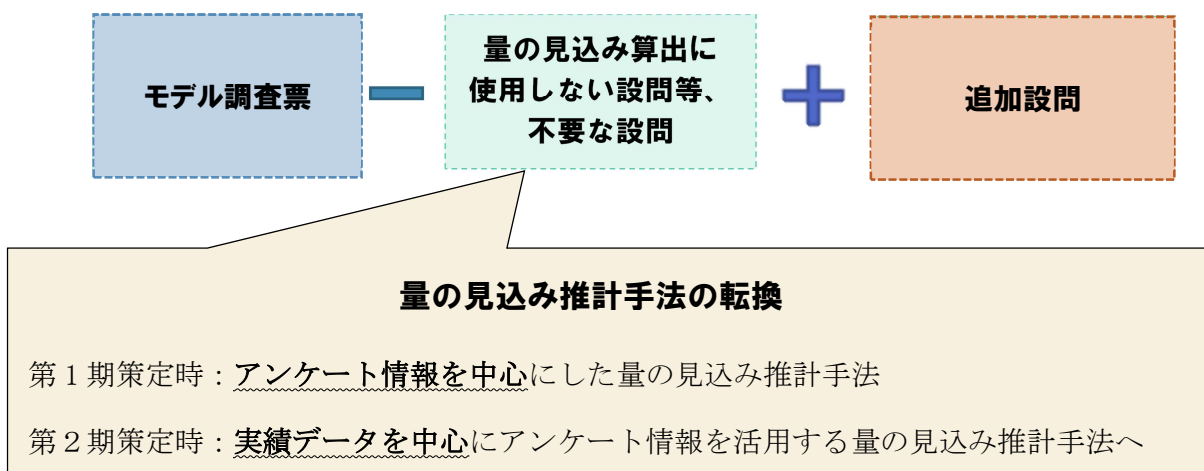 モデル調査票
量の見込み算出に
使用しない設問等、
不要な設問
追加設問
量の見込み推計手法の転換
第１期策定時：アンケート情報を中心にした量の見込み推計手法
第２期策定時：実績データを中心にアンケート情報を活用する量の見込み推計手法へ